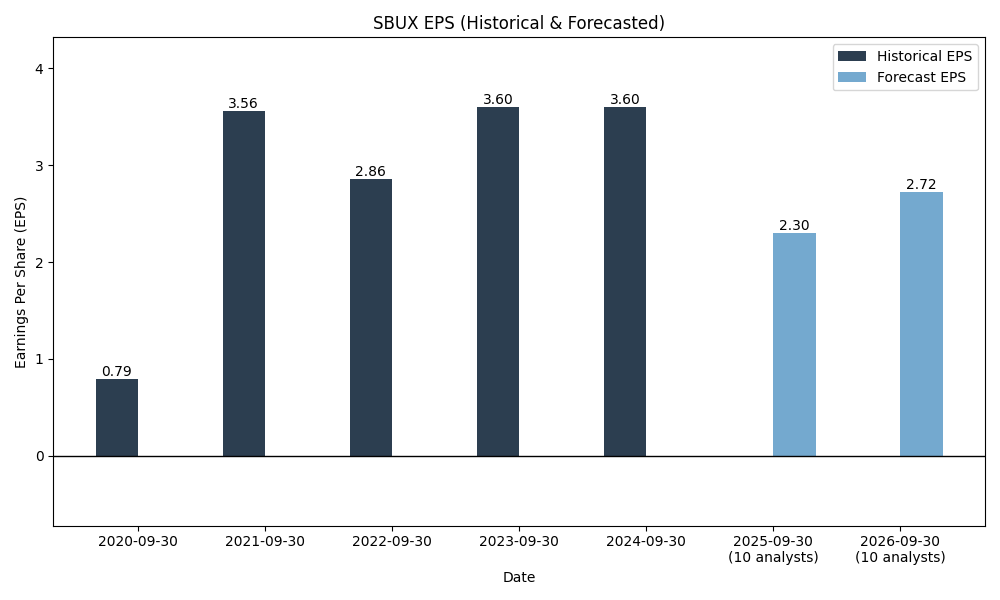 SBUX EPS (Historical & Forecasted)
Historical EPS
Forecast EPS
Earnings Per Share (EPS)
4
3
2
1
0
0.79
3.56
2.86
3.60
3.60
2.30
2.72
2020-09-30
2021-09-30
2022-09-30
2023-09-30
2024-09-30
2025-09-30
(10 analysts)
2026-09-30
(10 analysts)
Date